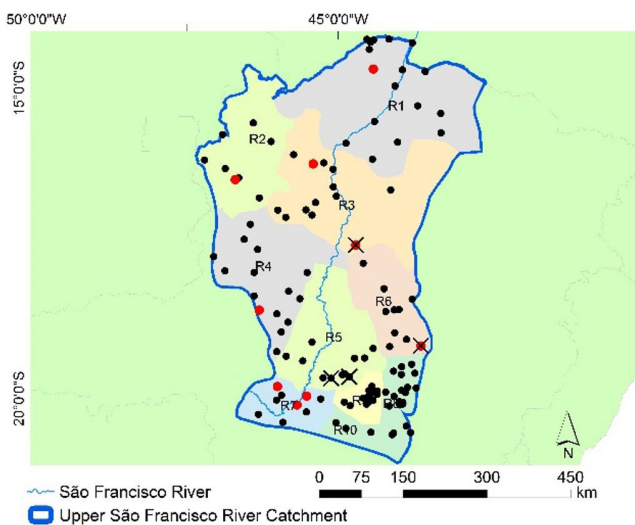 50°0'0"W 45°0'0"W
15°0'0"S
R1
R2
R3
R4
R6
R5
R7
R10
20°0'0"S
N
0 75 150 300 450
km
São Francisco River
Upper São Francisco River Catchment